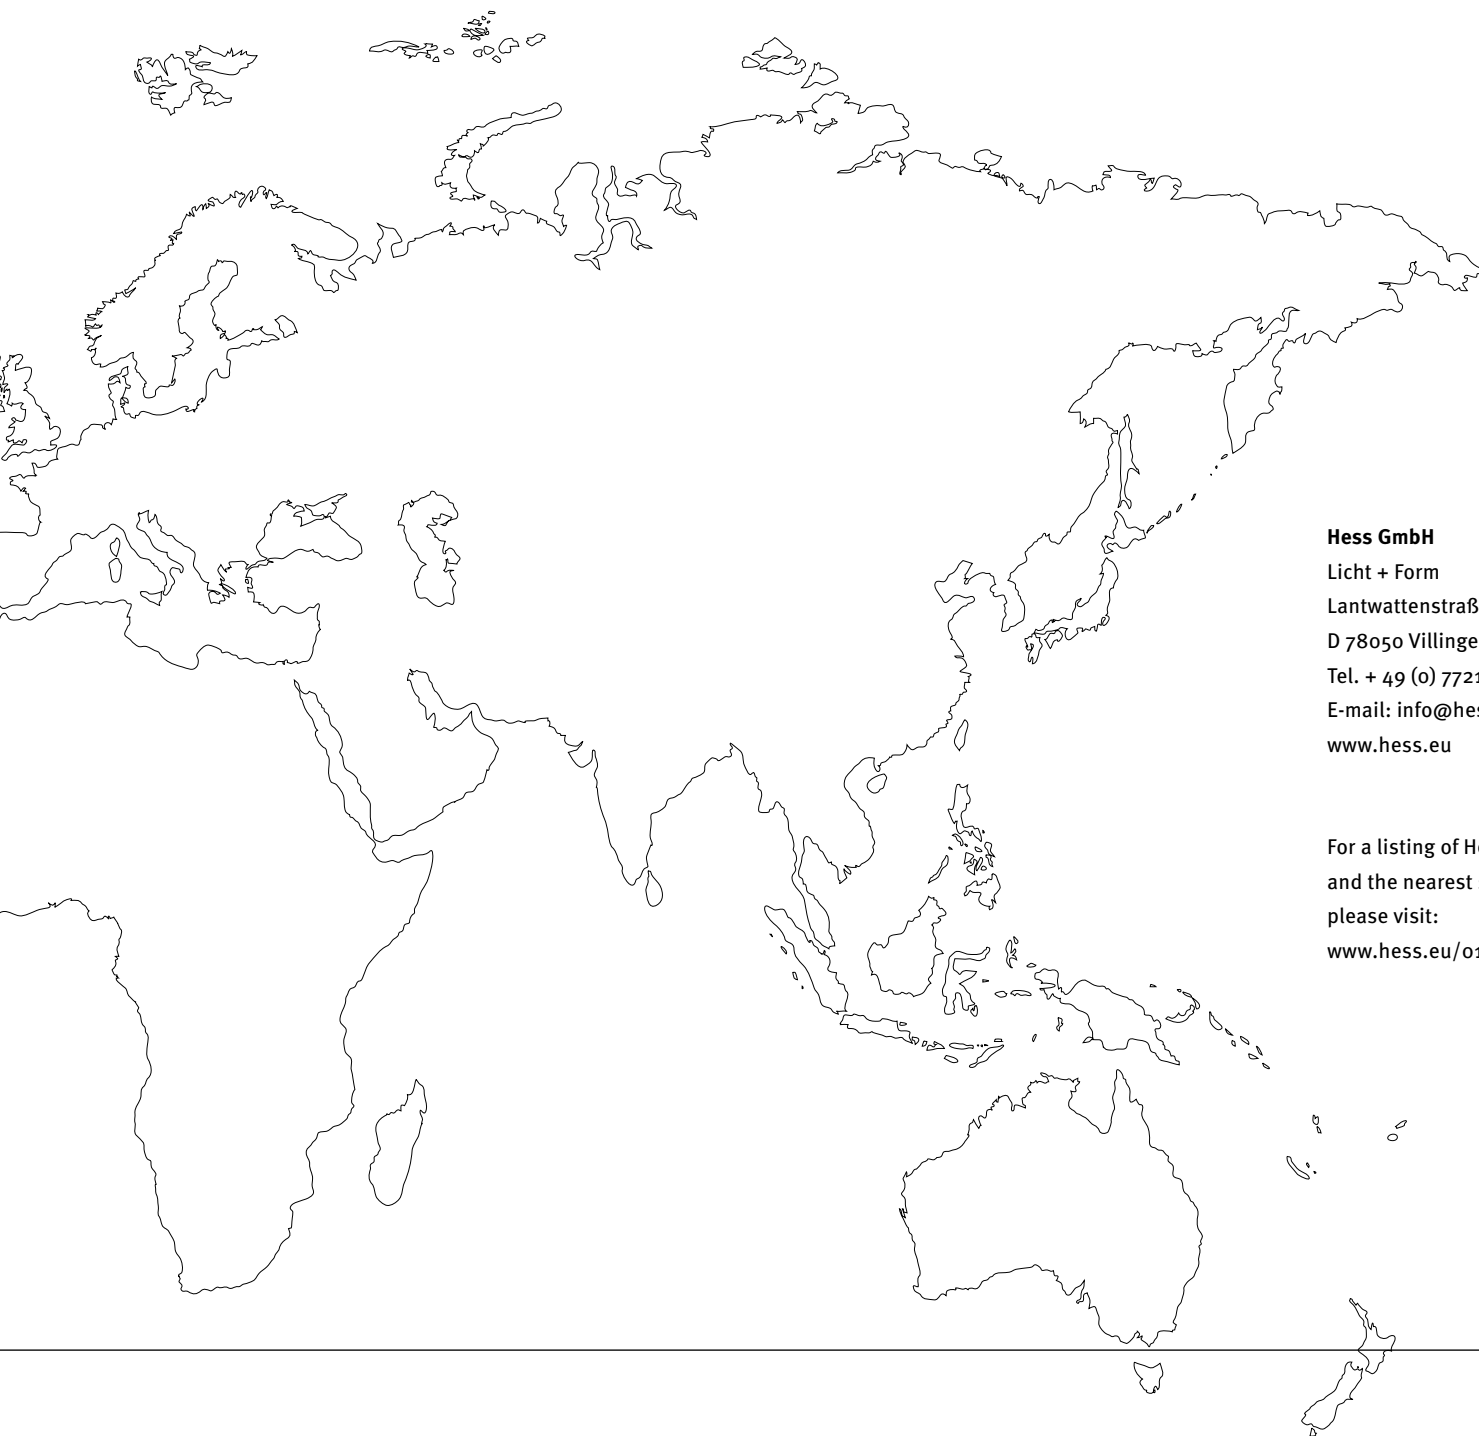 Hess GmbH
Licht + Form
Lantwattenstraß
D 78050 Villinge
Tel. + 49 (0) 7721
E-mail: info@hes
www.hess.eu
For a listing of H
and the nearest
please visit:
www.hess.eu/01